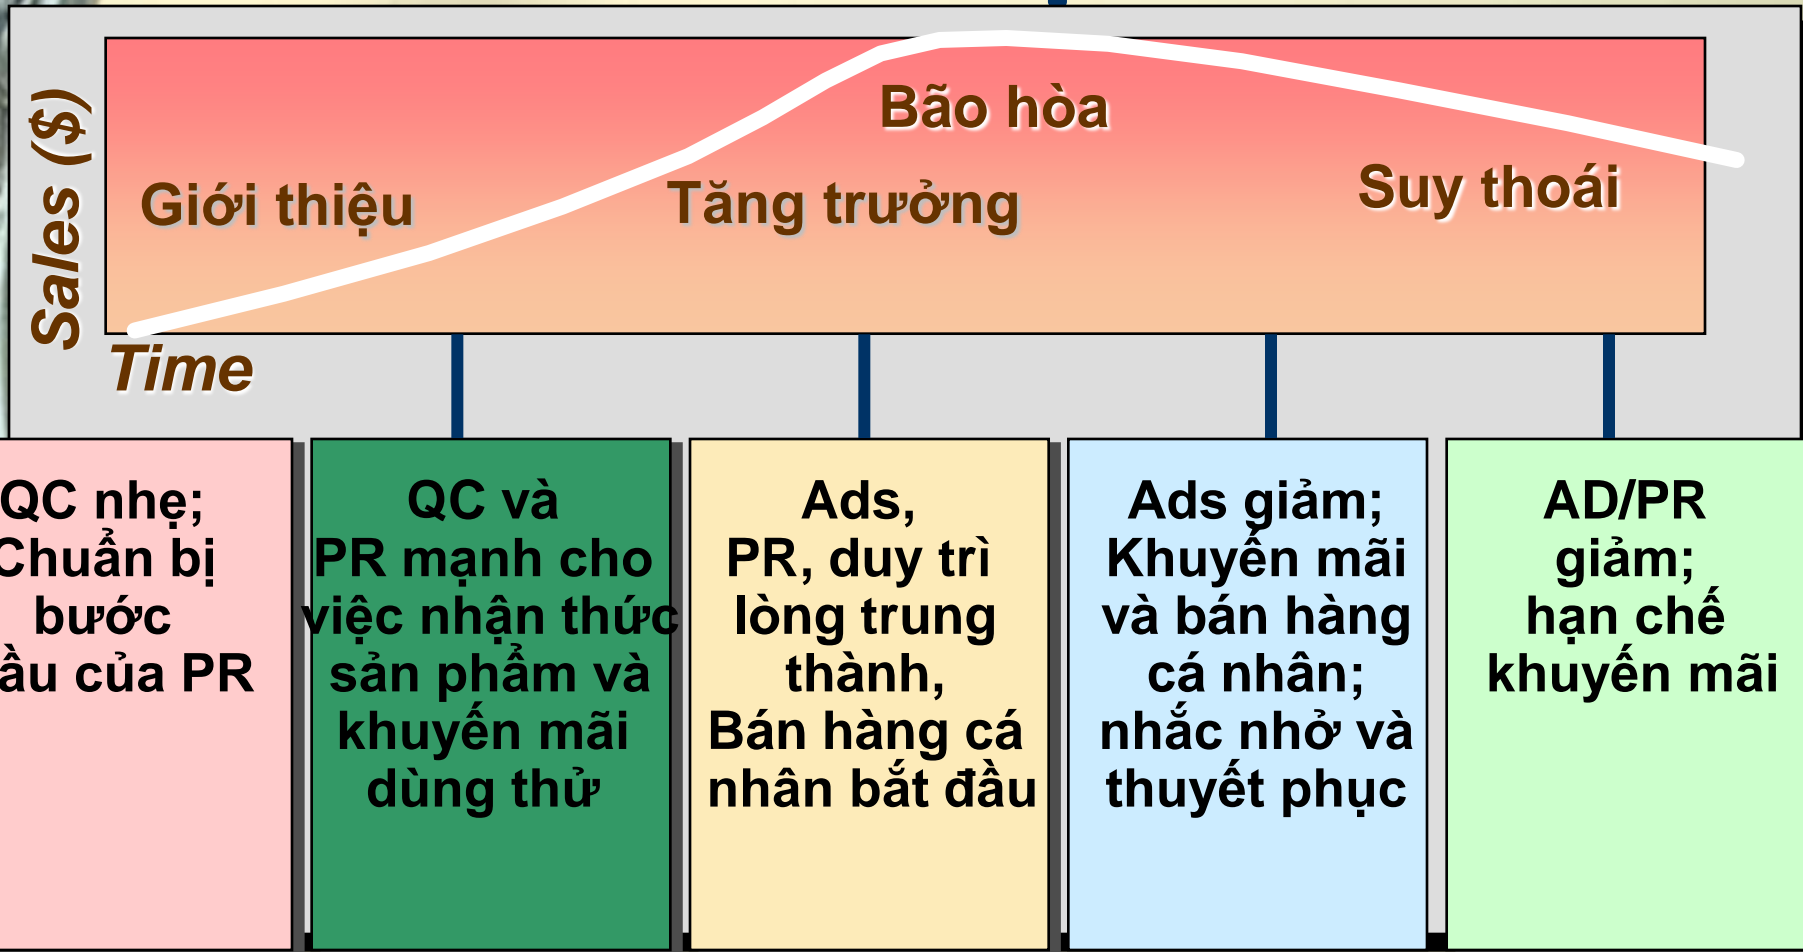 Sales ($)
Bão hòa
Giới thiệu
Tăng trưởng
Suy thoái
Time
QC nhẹ;
Chuẩn bị
bước
của PR
QC và
PR mạnh cho
việc nhận thức
sản phẩm và
khuyến mãi
dùng thử
Ads,
PR, duy trì
lòng trung
thành,
Bán hàng cá
nhân bắt đầu
Ads giảm;
Khuyến mãi
và bán hàng
cá nhân;
nhắc nhở và
thuyết phục
AD/PR
giảm;
hạn chế
khuyến mãi